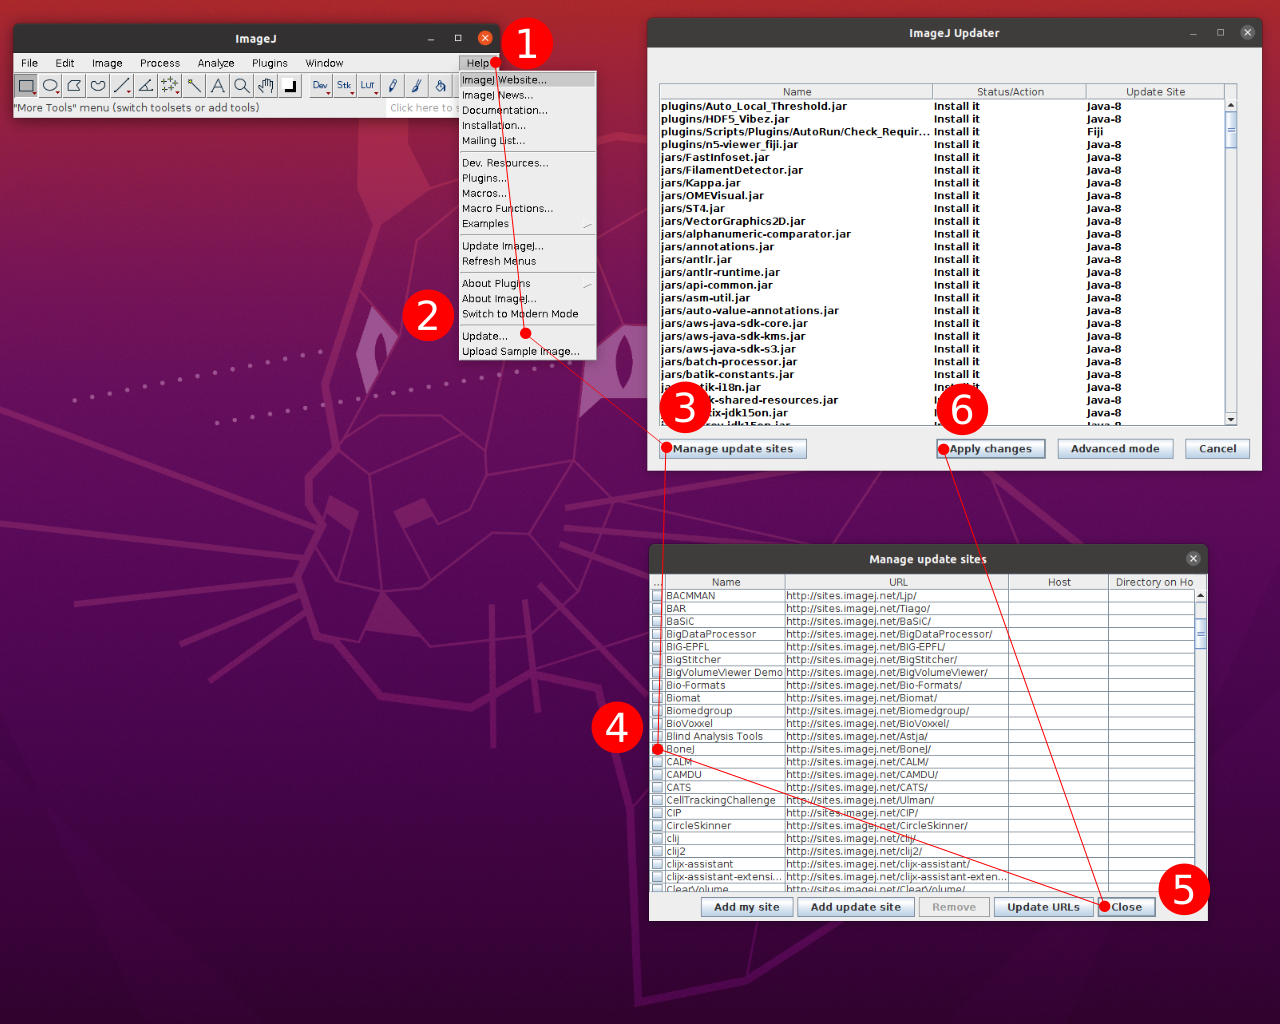 ImageJ
1
File Edit Image Process Analyze Plugins Window Help
Dev Stk Lut
"More Tools" menu (switch toolsets or add tools)
Click here to s
ImageJ Website...
ImageJ News...
Documentation...
Installation...
Mailing List...
Dev. Resources...
Plugins...
Macros...
Macro Functions...
Examples
Update ImageJ...
Refresh Menus
About Plugins
About ImageJ...
Switch to Modern Mode
Update...
Upload Sample Image...
2
ImageJ Updater
Name Status/Action Update Site
plugins/Auto_Local_Threshold.jar Install it Java-8
plugins/HDF5_Vibez.jar Install it Java-8
plugins/Scripts/Plugins/AutoRun/Check_Requir... Install it Fiji
plugins/n5-viewer_fiji.jar Install it Java-8
jars/FastInfoset.jar Install it Java-8
jars/FilamentDetector.jar Install it Java-8
jars/Kappa.jar Install it Java-8
jars/OMEVisual.jar Install it Java-8
jars/ST4.jar Install it Java-8
jars/VectorGraphics2D.jar Install it Java-8
jars/alphanumeric-comparator.jar Install it Java-8
jars/annotations.jar Install it Java-8
jars/antlr.jar Install it Java-8
jars/antlr-runtime.jar Install it Java-8
jars/api-common.jar Install it Java-8
jars/asm-util.jar Install it Java-8
jars/auto-value-annotations.jar Install it Java-8
jars/aws-java-sdk-core.jar Install it Java-8
jars/aws-java-sdk-kms.jar Install it Java-8
jars/aws-java-sdk-s3.jar Install it Java-8
jars/batch-processor.jar Install it Java-8
jars/batik-constants.jar Install it Java-8
tik-i18n.jar Install it Java-8
k-shared-resources.jar Install it Java-8
ix-jdk15on.jar Install it Java-8
3
6
Manage update sites Apply changes Advanced mode Cancel
Manage update sites
... Name URL Host Directory on Ho
BACMMAN http://sites.imagej.net/Ljp/
BAR http://sites.imagej.net/Tiago/
BaSiC http://sites.imagej.net/BaSiC/
BigDataProcessor http://sites.imagej.net/BigDataProcessor/
BIG-EPFL http://sites.imagej.net/BIG-EPFL/
BigStitcher http://sites.imagej.net/BigStitcher/
BigVolumeViewer Demo http://sites.imagej.net/BigVolumeViewer/
Bio-Formats http://sites.imagej.net/Bio-Formats/
Biomat http://sites.imagej.net/Biomat/
Biomedgroup http://sites.imagej.net/Biomedgroup/
BioVoxxel http://sites.imagej.net/BioVoxxel/
Blind Analysis Tools http://sites.imagej.net/Astja/
BoneJ http://sites.imagej.net/BoneJ/
CALM http://sites.imagej.net/CALM/
CAMDU http://sites.imagej.net/CAMDU/
CATS http://sites.imagej.net/CATS/
CellTrackingChallenge http://sites.imagej.net/Ulman/
CIP http://sites.imagej.net/CIP/
CircleSkinner http://sites.imagej.net/CircleSkinner/
clij http://sites.imagej.net/clij/
clij2 http://sites.imagej.net/clij2/
clijx-assistant http://sites.imagej.net/clijx-assistant/
clijx-assistant-extensi... http://sites.imagej.net/clijx-assistant-exten...
ClearVolume http://sites.imagej.net/ClearVolume/
4
5
Add my site Add update site Remove Update URLs Close